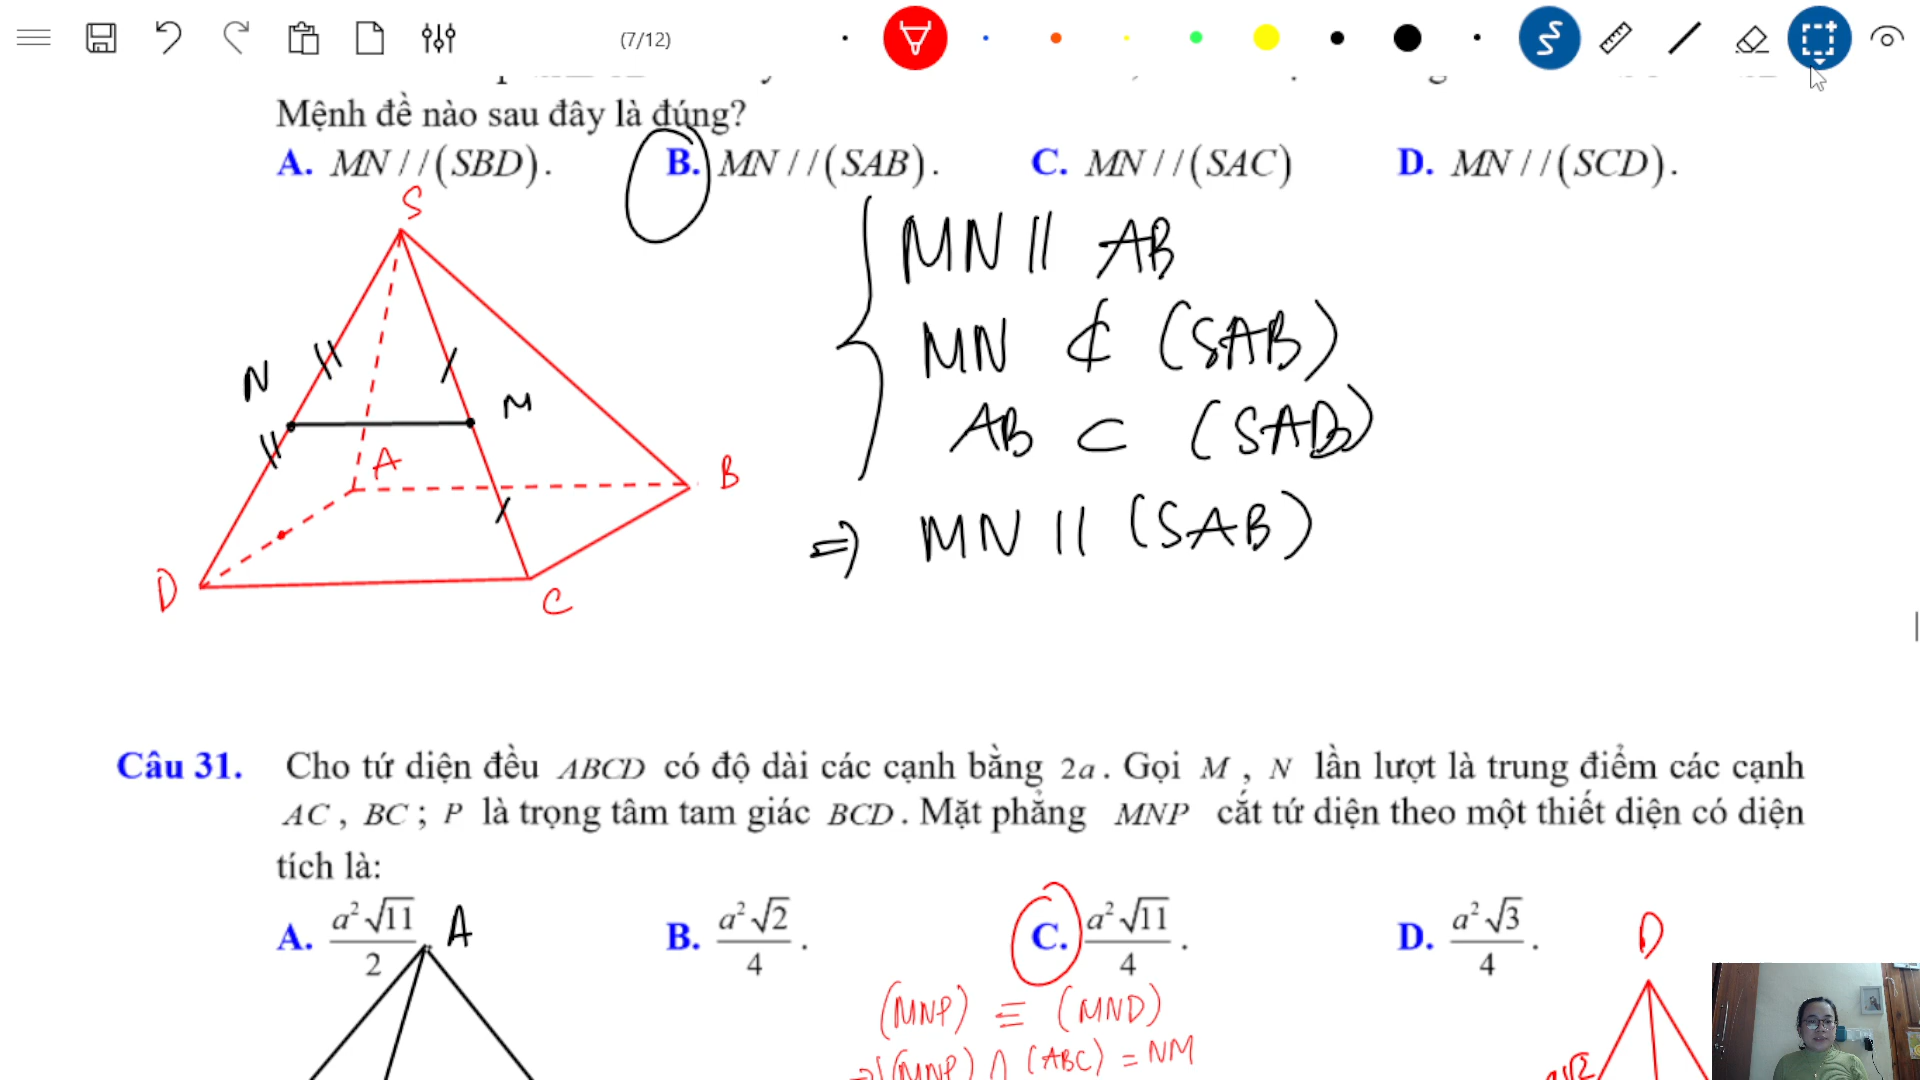 (7/12)
Mệnh đề nào sau đây là đúng?
A. MN//(SBD). B. MN//(SAB). C. MN//(SAC) D. MN//(SCD).
S
MN // AB
MN ⊄ (SAB)
AB ⊂ (SAB)
⇒ MN // (SAB)
N
M
A
B
D
C
Câu 31. Cho tứ diện đều ABCD có độ dài các cạnh bằng 2a. Gọi M, N lần lượt là trung điểm các cạnh
AC, BC; P là trọng tâm tam giác BCD. Mặt phẳng MNP cắt tứ diện theo một thiết diện có diện
tích là:
A. a²√11/2 B. a²√2/4. C. a²√11/4. D. a²√3/4.
A
D
(MNP) ≡ (MND)
(MNP) ∩ (ABC) = NM